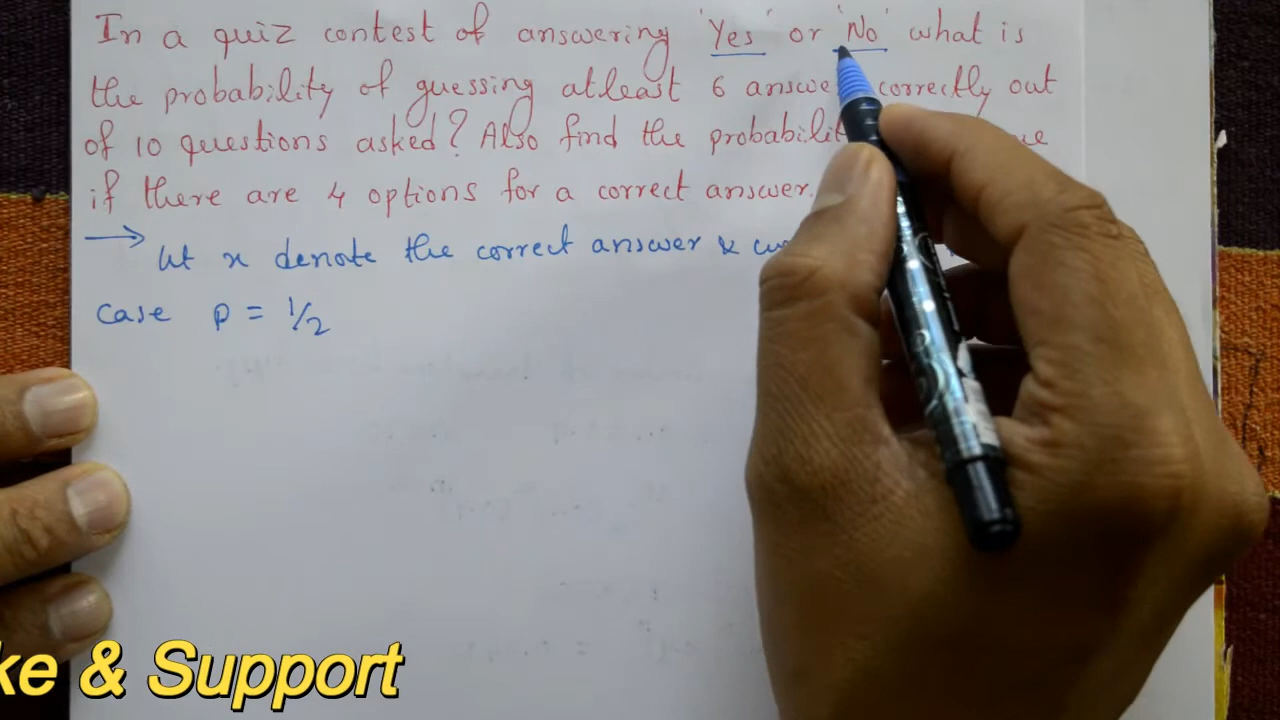 In a quiz contest of answering 'Yes' or 'No' what is
the probability of guessing atleast 6 correctly out
of 10 questions asked? Also find the
if there are 4 options for a correct answer.
→ let x denote the correct answer &
case p = 1/2
ke & Support